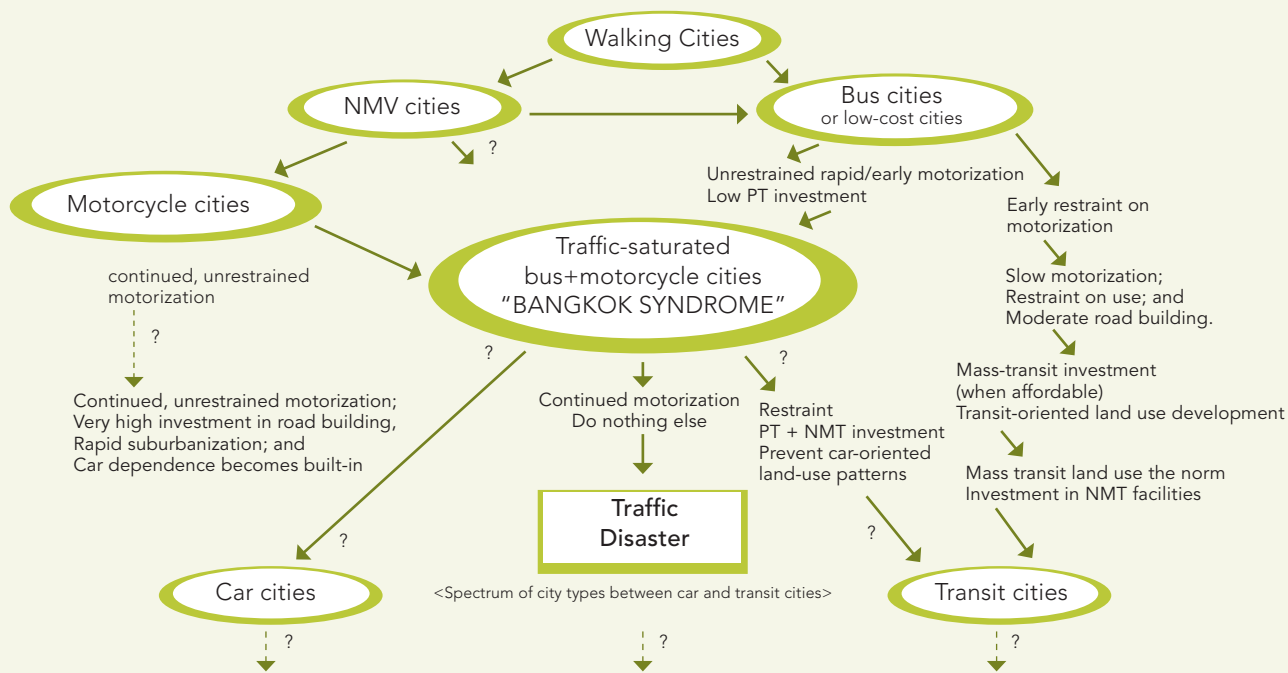 Walking Cities
NMV cities
Bus cities
or low-cost cities
?
Unrestrained rapid/early motorization
Low PT investment
Motorcycle cities
Early restraint on
motorization
Traffic-saturated
bus+motorcycle cities
“BANGKOK SYNDROME”
continued, unrestrained
motorization
?
Slow motorization;
Restraint on use; and
Moderate road building.
?
?
Mass-transit investment
(when affordable)
Transit-oriented land use development
Continued, unrestrained motorization;
Very high investment in road building,
Rapid suburbanization; and
Car dependence becomes built-in
Continued motorization
Do nothing else
Restraint
PT + NMT investment
Prevent car-oriented
land-use patterns
Mass transit land use the norm
Investment in NMT facilities
Traffic
Disaster
?
?
Car cities
<Spectrum of city types between car and transit cities>
Transit cities
?
?
?